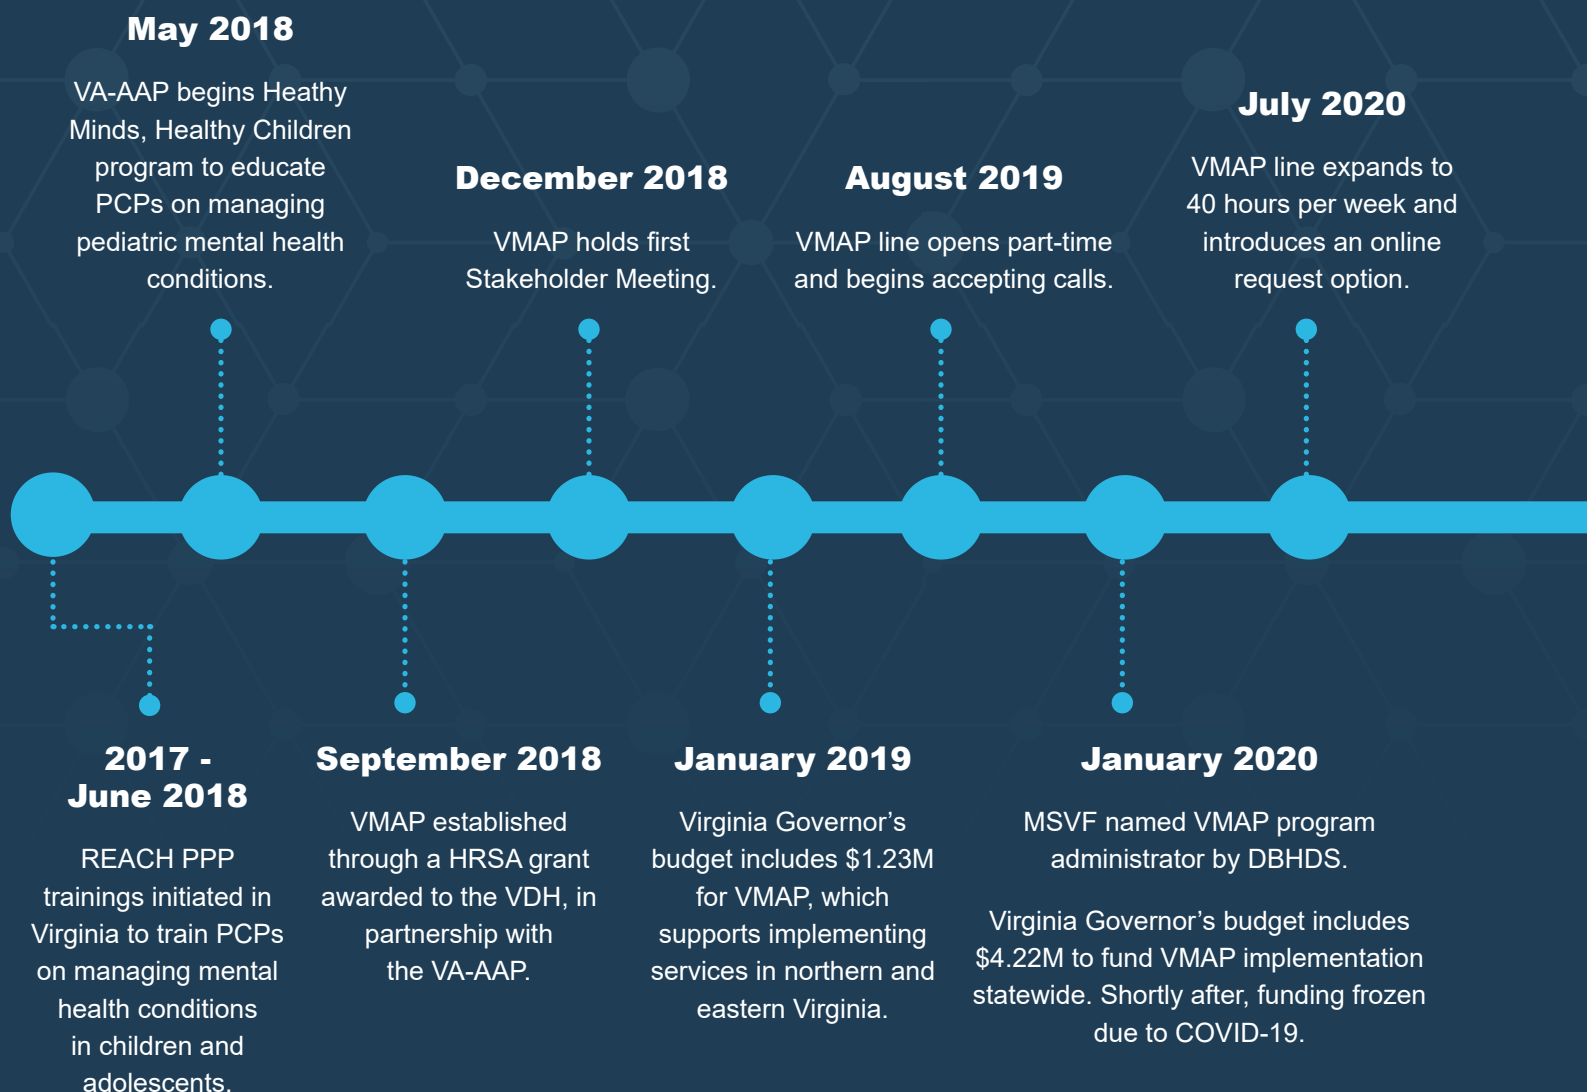 May 2018
VA-AAP begins Heathy
Minds, Healthy Children
program to educate
PCPs on managing
pediatric mental health
conditions.
December 2018
VMAP holds first
Stakeholder Meeting.
August 2019
VMAP line opens part-time
and begins accepting calls.
July 2020
VMAP line expands to
40 hours per week and
introduces an online
request option.
2017 -
June 2018
REACH PPP
trainings initiated in
Virginia to train PCPs
on managing mental
health conditions
in children and
adolescents.
September 2018
VMAP established
through a HRSA grant
awarded to the VDH, in
partnership with
the VA-AAP.
January 2019
Virginia Governor’s
budget includes $1.23M
for VMAP, which
supports implementing
services in northern and
eastern Virginia.
January 2020
MSVF named VMAP program
administrator by DBHDS.
Virginia Governor’s budget includes
$4.22M to fund VMAP implementation
statewide. Shortly after, funding frozen
due to COVID-19.